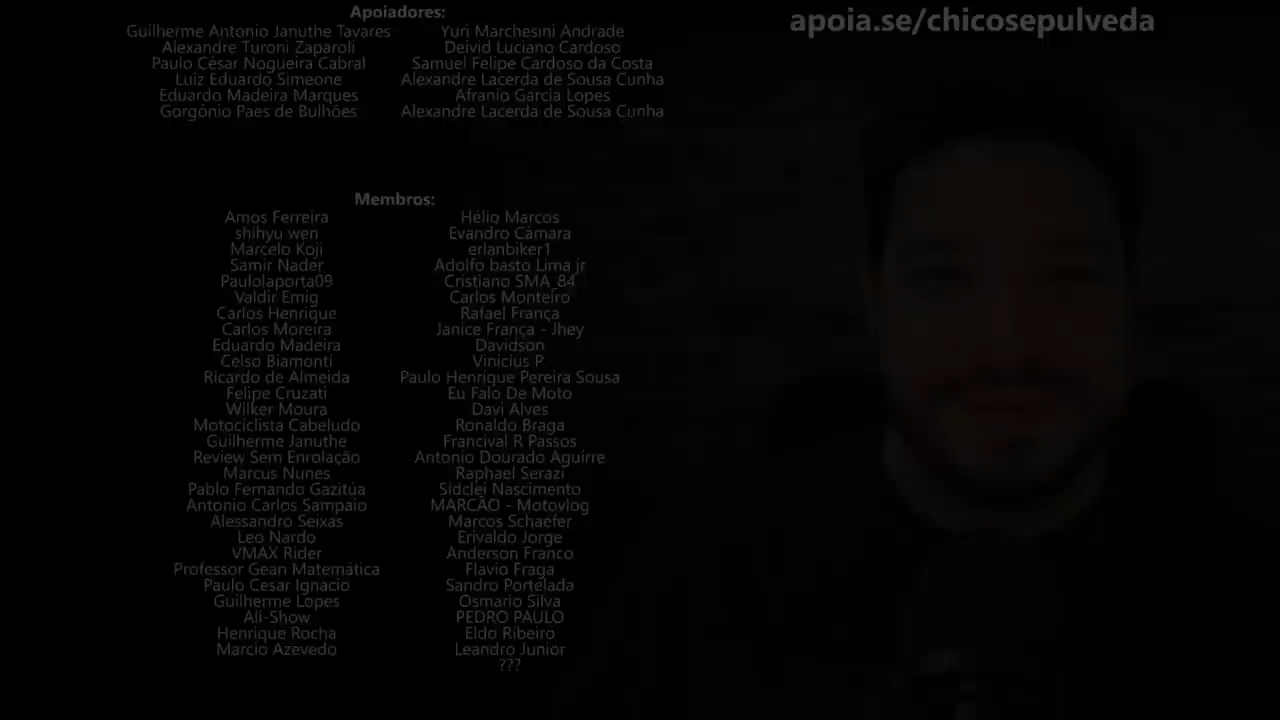 Apoiadores:
Guilherme Antonio Januthe Tavares
Alexandre Turoni Zaparoli
Paulo César Nogueira Cabral
Luiz Eduardo Simeone
Eduardo Madeira Marques
Gorgônio Paes de Bulhões
Yuri Marchesini Andrade
Deivid Luciano Cardoso
Samuel Felipe Cardoso da Costa
Alexandre Lacerda de Sousa Cunha
Afranio Garcia Lopes
Alexandre Lacerda de Sousa Cunha
apoia.se/chicosepulveda
Membros:
Amos Ferreira
shihyu wen
Marcelo Koji
Samir Nader
Paulolaporta09
Valdir Emig
Carlos Henrique
Carlos Moreira
Eduardo Madeira
Celso Biamonti
Ricardo de Almeida
Felipe Cruzati
Wilker Moura
Motociclista Cabeludo
Guilherme Januthe
Review Sem Enrolação
Marcus Nunes
Pablo Fernando Gazitúa
Antonio Carlos Sampaio
Alessandro Seixas
Leo Nardo
VMAX Rider
Professor Gean Matemática
Paulo Cesar Ignacio
Guilherme Lopes
All-Show
Henrique Rocha
Marcio Azevedo
Hélio Marcos
Evandro Câmara
erlanbiker1
Adolfo basto Lima jr
Cristiano SMA_84
Carlos Monteiro
Rafael França
Janice França - Jhey
Davidson
Vinicius P.
Paulo Henrique Pereira Sousa
Eu Falo De Moto
Davi Alves
Ronaldo Braga
Francival R Passos
Antonio Dourado Aguirre
Raphael Serazi
Sidclei Nascimento
MARCÃO - Motovlog
Marcos Schaefer
Erivaldo Jorge
Anderson Franco
Flavio Fraga
Sandro Portelada
Osmario Silva
PEDRO PAULO
Eldo Ribeiro
Leandro Junior
???